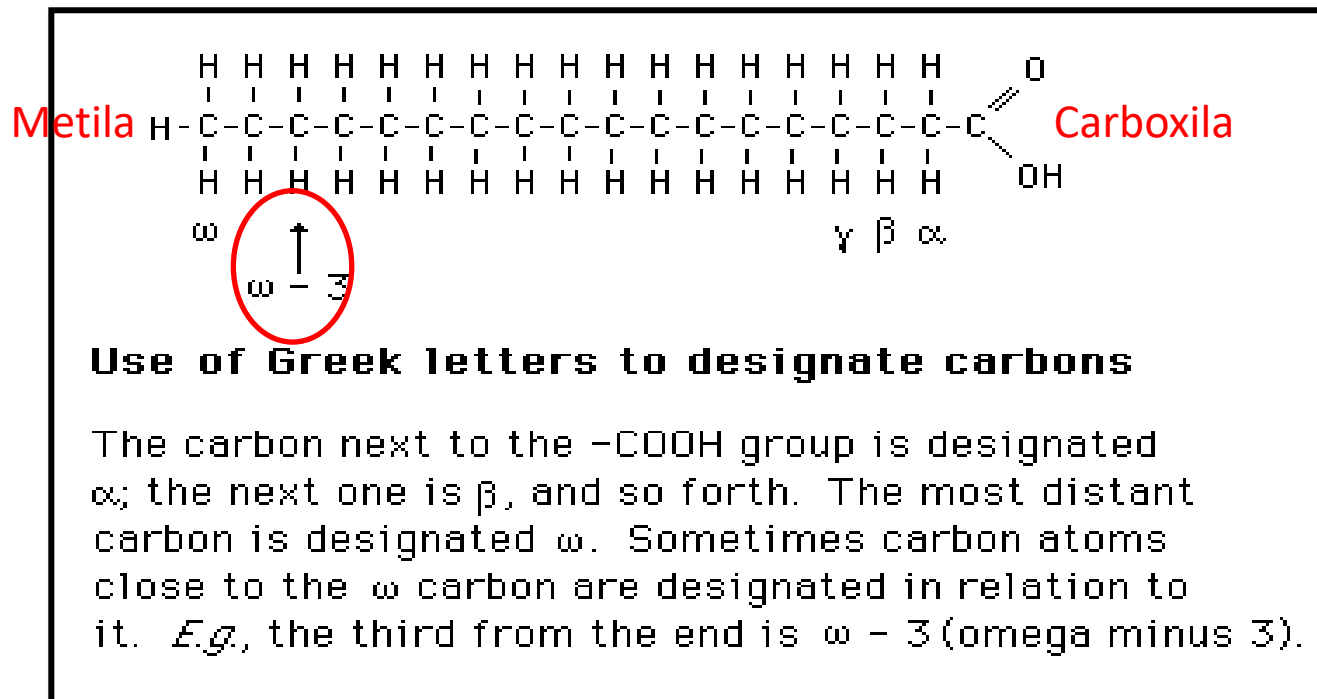 H H H H H H H H H H H H H H H H H O
Metila H-C-C-C-C-C-C-C-C-C-C-C-C-C-C-C-C-C-C Carboxila
H H H H H H H H H H H H H H H H H OH
ω γ β α
ω - 3
Use of Greek letters to designate carbons
The carbon next to the -COOH group is designated
α; the next one is β, and so forth. The most distant
carbon is designated ω. Sometimes carbon atoms
close to the ω carbon are designated in relation to
it. E.g., the third from the end is ω - 3 (omega minus 3).